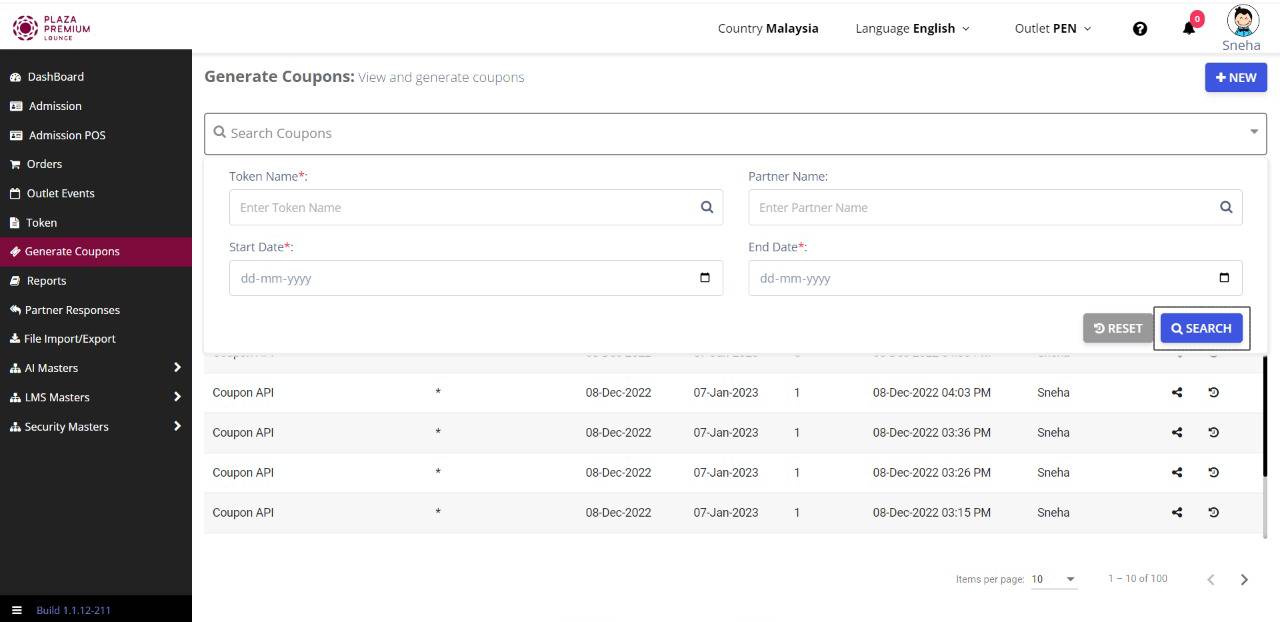 PLAZA
PREMIUM
LOUNGE
Country Malaysia Language English Outlet PEN 0
Sneha
DashBoard
Admission
Admission POS
Orders
Outlet Events
Token
Generate Coupons
Reports
Partner Responses
File Import/Export
AI Masters
LMS Masters
Security Masters
Build 1.1.12-211
Generate Coupons: View and generate coupons
NEW
Search Coupons
Token Name*: Partner Name:
Enter Token Name Enter Partner Name
Start Date*: End Date*:
dd-mm-yyyy dd-mm-yyyy
RESET SEARCH
Coupon API * 08-Dec-2022 07-Jan-2023 1 08-Dec-2022 04:03 PM Sneha
Coupon API * 08-Dec-2022 07-Jan-2023 1 08-Dec-2022 03:36 PM Sneha
Coupon API * 08-Dec-2022 07-Jan-2023 1 08-Dec-2022 03:26 PM Sneha
Coupon API * 08-Dec-2022 07-Jan-2023 1 08-Dec-2022 03:15 PM Sneha
Items per page: 10 1 – 10 of 100